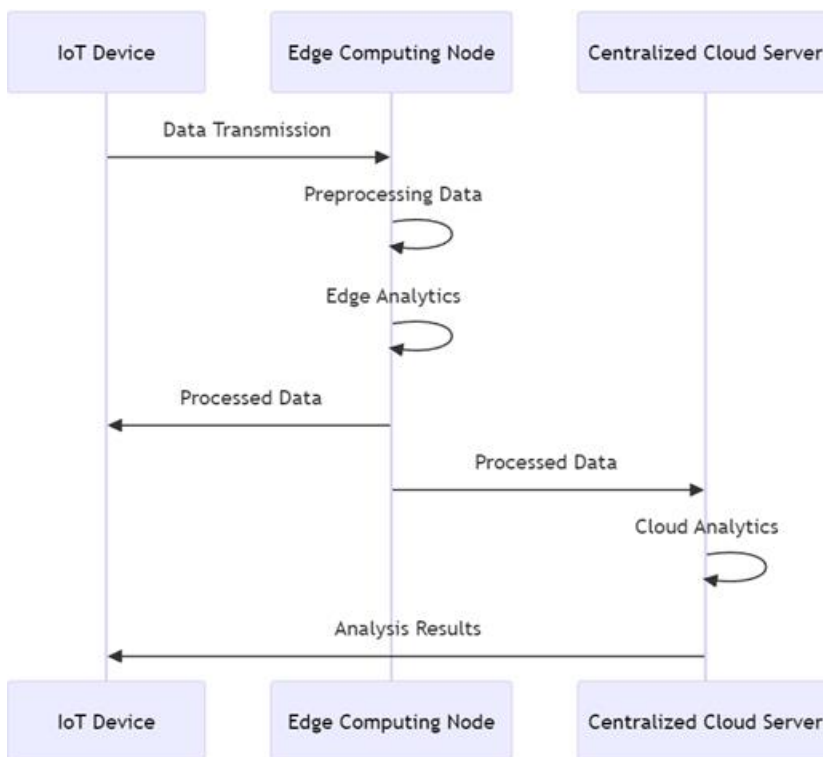 IoT Device
Edge Computing Node
Centralized Cloud Server
Data Transmission
Preprocessing Data
Edge Analytics
Processed Data
Processed Data
Cloud Analytics
Analysis Results
IoT Device
Edge Computing Node
Centralized Cloud Server